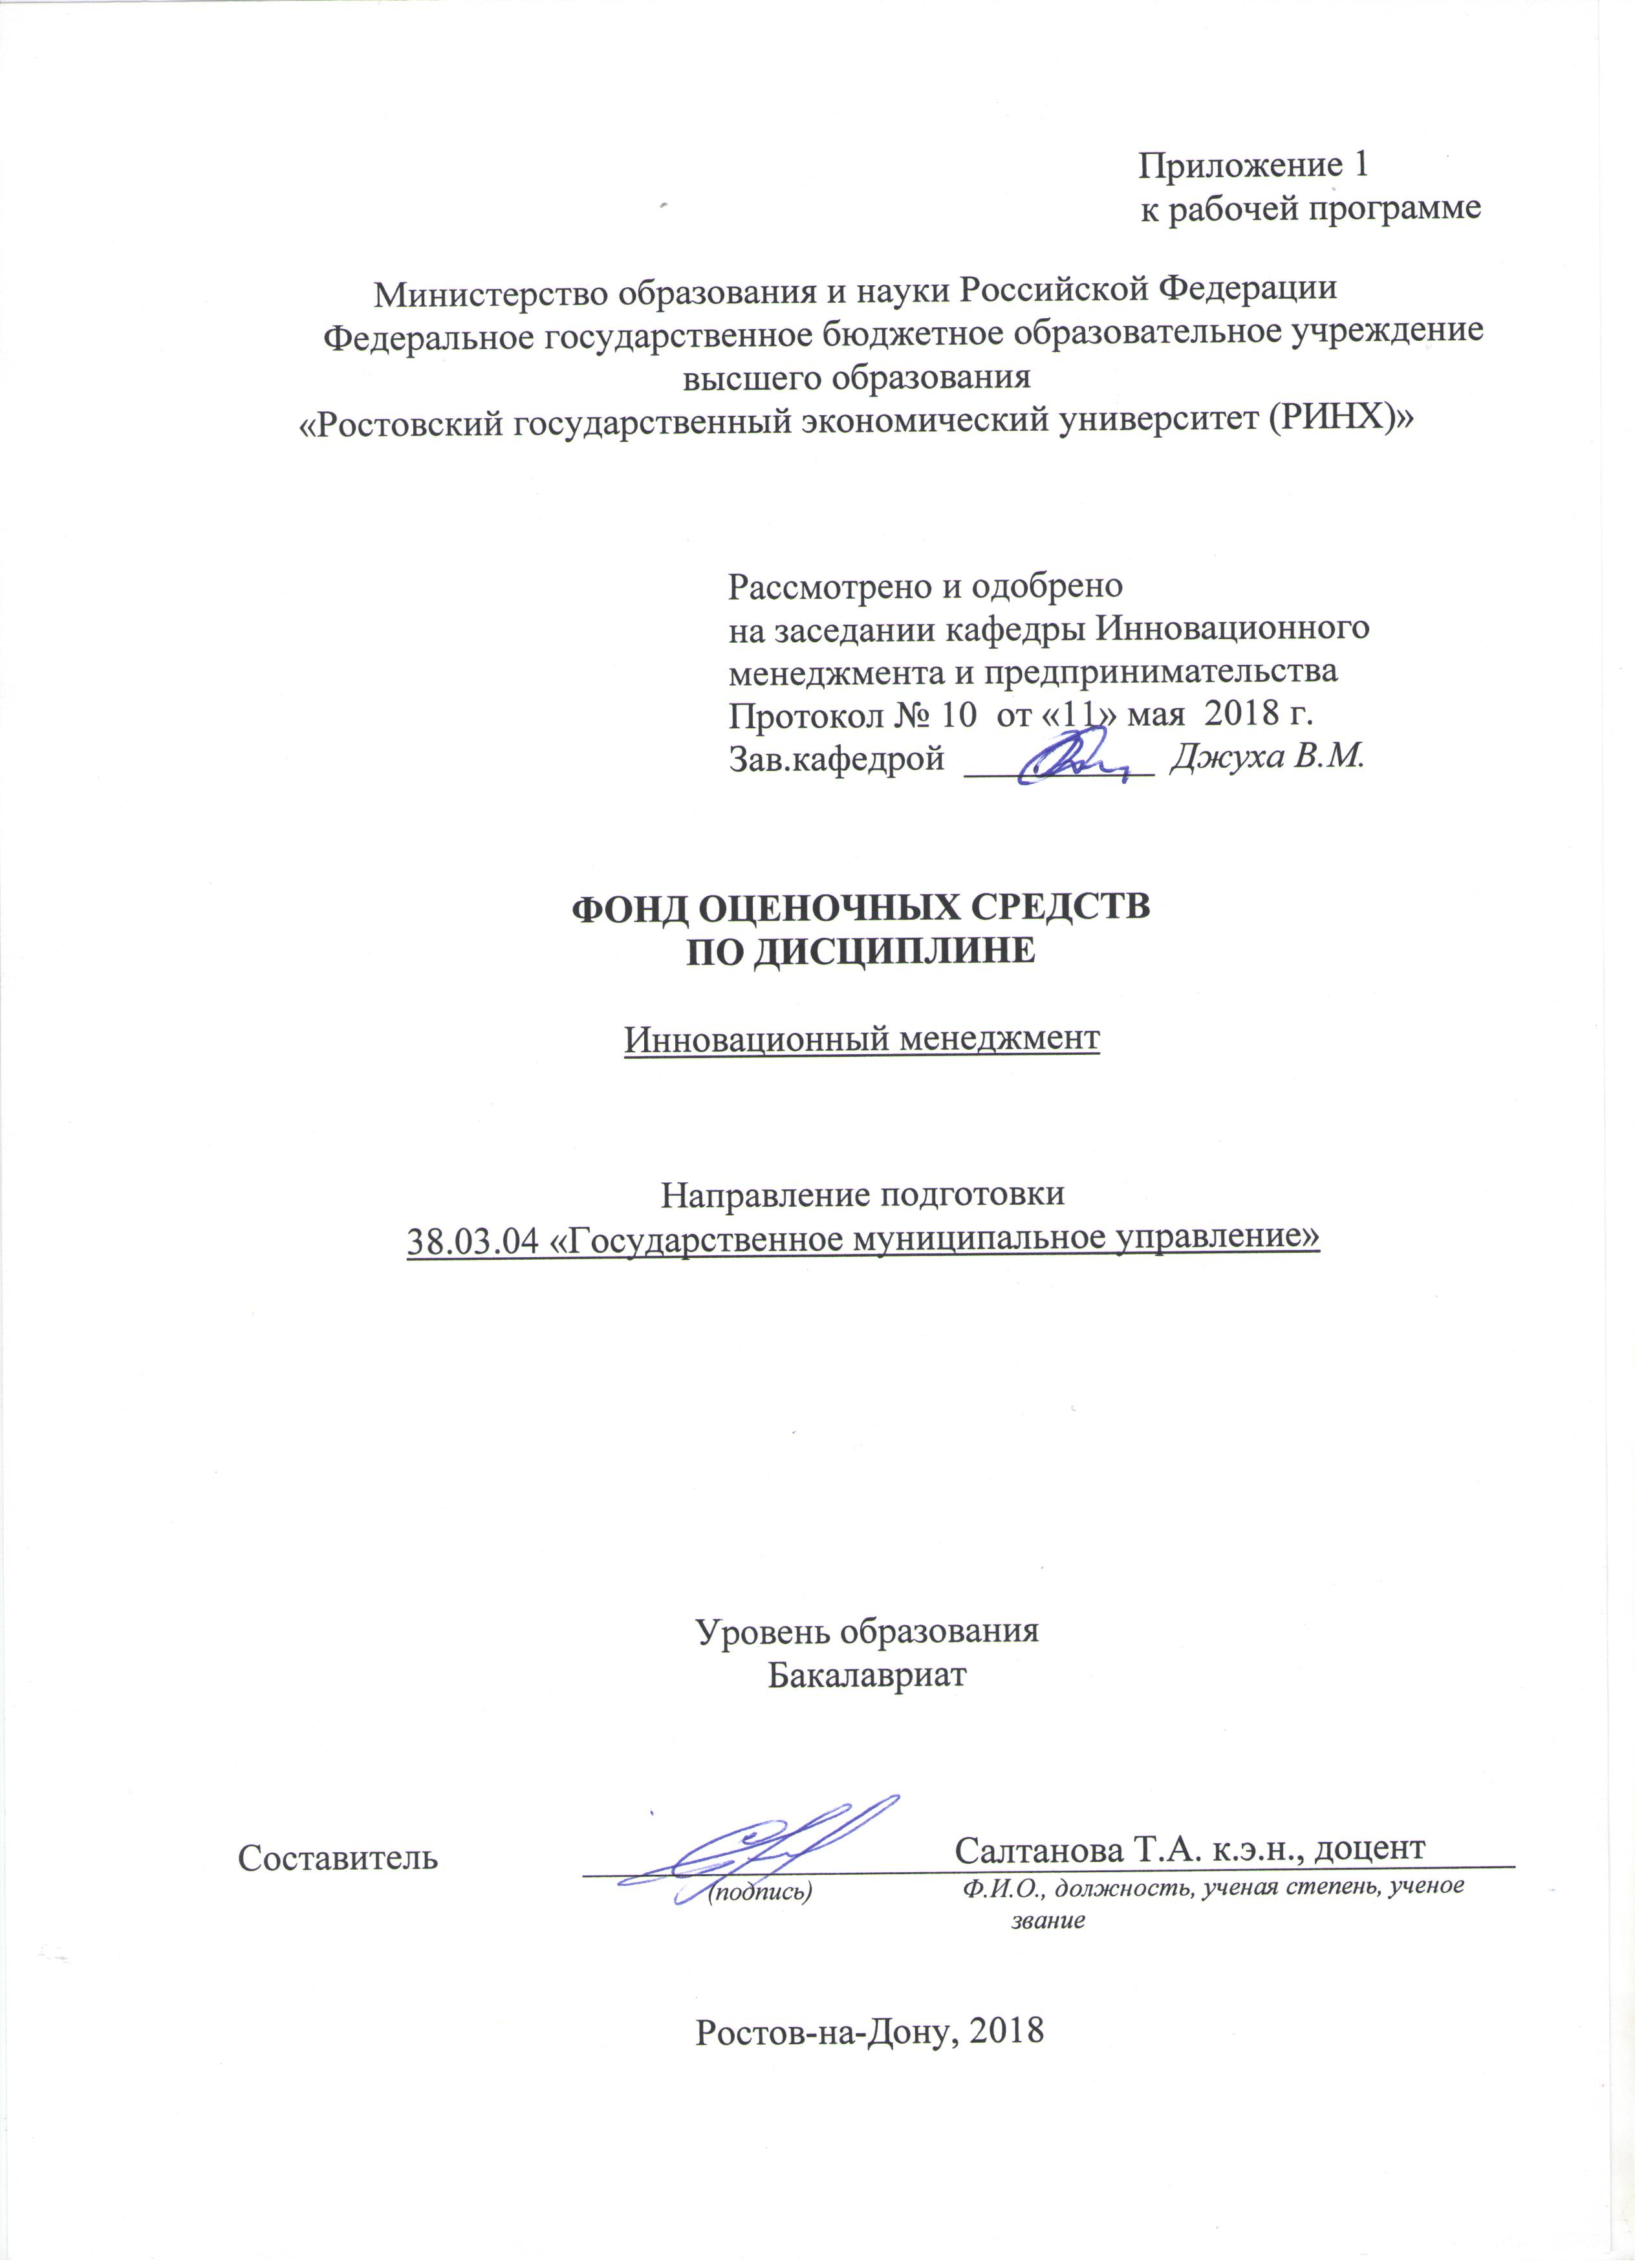 Приложение 1
к рабочей программе
Министерство образования и науки Российской Федерации
Федеральное государственное бюджетное образовательное учреждение
высшего образования
«Ростовский государственный экономический университет (РИНХ)»
Рассмотрено и одобрено
на заседании кафедры Инновационного
менеджмента и предпринимательства
Протокол № 10 от «11» мая 2018 г.
Зав.кафедрой ___________ Джуха В.М.
ФОНД ОЦЕНОЧНЫХ СРЕДСТВ
ПО ДИСЦИПЛИНЕ
Инновационный менеджмент
Направление подготовки
38.03.04 «Государственное муниципальное управление»
Уровень образования
Бакалавриат
Составитель Салтанова Т.А. к.э.н., доцент
(подпись) Ф.И.О., должность, ученая степень, ученое
звание
Ростов-на-Дону, 2018